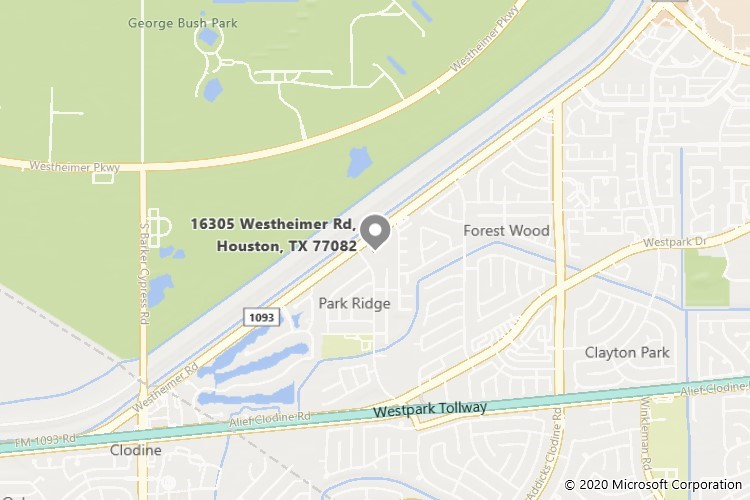 George Bush Park
Westheimer Pkwy
Westheimer Pkwy
16305 Westheimer Rd,
Houston, TX 77082
Forest Wood
Westpark Dr
S Barker Cypress Rd
Park Ridge
1093
Clayton Park
Westheimer Rd
Alief Clodine
Westpark Tollway
Alief Clodine Rd
FM 1093 Rd
Clodine
Addicks Clodine Rd
Winkleman Rd
© 2020 Microsoft Corporation